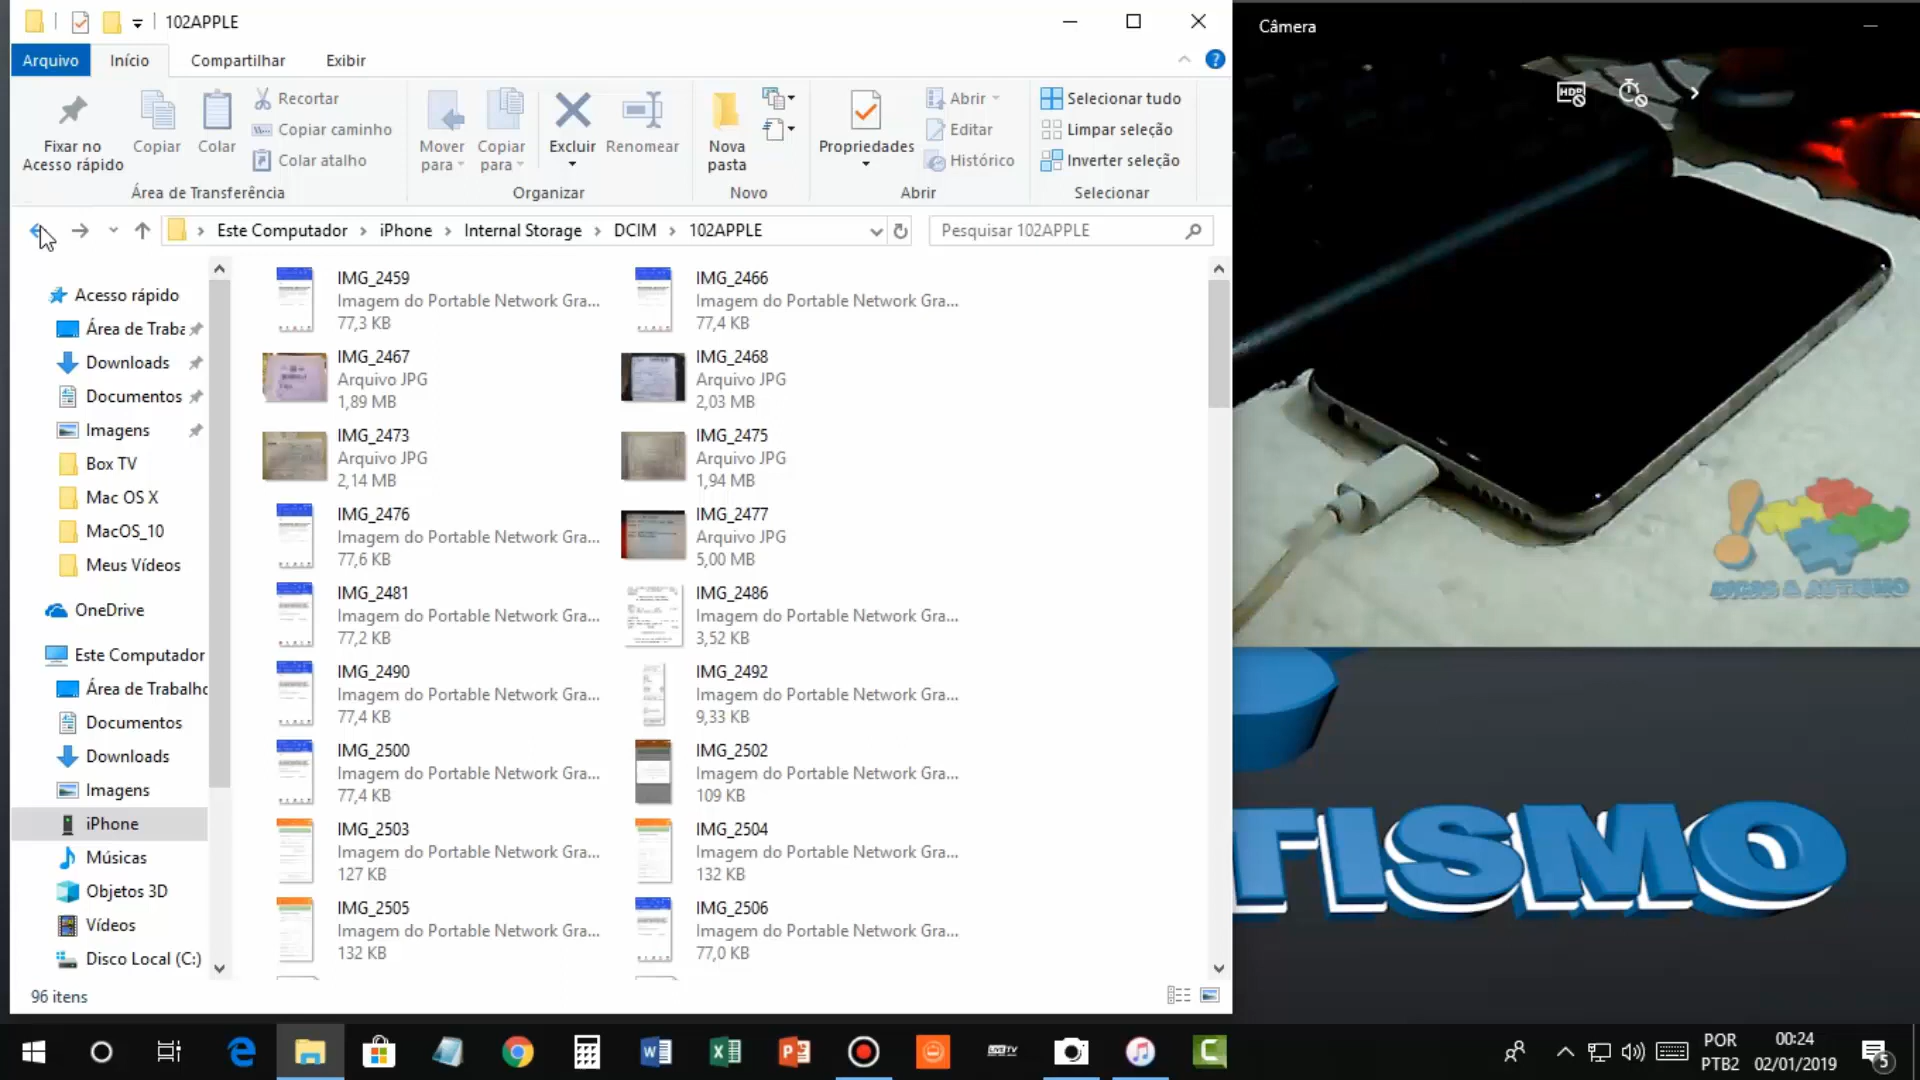 102APPLE
Câmera
Arquivo
Início
Compartilhar
Exibir
Fixar no
Acesso rápido
Copiar
Colar
Recortar
Copiar caminho
Colar atalho
Área de Transferência
Mover
para
Copiar
para
Excluir
Renomear
Organizar
Nova
pasta
Novo
Propriedades
Abrir
Editar
Histórico
Abrir
Selecionar tudo
Limpar seleção
Inverter seleção
Selecionar
Este Computador
iPhone
Internal Storage
DCIM
102APPLE
Pesquisar 102APPLE
Acesso rápido
Área de Traba
Downloads
Documentos
Imagens
Box TV
Mac OS X
MacOS_10
Meus Vídeos
OneDrive
Este Computador
Área de Trabalho
Documentos
Downloads
Imagens
iPhone
Músicas
Objetos 3D
Vídeos
Disco Local (C:)
IMG_2459
Imagem do Portable Network Gra...
77,3 KB
IMG_2466
Imagem do Portable Network Gra...
77,4 KB
IMG_2467
Arquivo JPG
1,89 MB
IMG_2468
Arquivo JPG
2,03 MB
IMG_2473
Arquivo JPG
2,14 MB
IMG_2475
Arquivo JPG
1,94 MB
IMG_2476
Imagem do Portable Network Gra...
77,6 KB
IMG_2477
Arquivo JPG
5,00 MB
IMG_2481
Imagem do Portable Network Gra...
77,2 KB
IMG_2486
Imagem do Portable Network Gra...
3,52 KB
IMG_2490
Imagem do Portable Network Gra...
77,4 KB
IMG_2492
Imagem do Portable Network Gra...
9,33 KB
IMG_2500
Imagem do Portable Network Gra...
77,4 KB
IMG_2502
Imagem do Portable Network Gra...
109 KB
IMG_2503
Imagem do Portable Network Gra...
127 KB
IMG_2504
Imagem do Portable Network Gra...
132 KB
IMG_2505
Imagem do Portable Network Gra...
132 KB
IMG_2506
Imagem do Portable Network Gra...
77,0 KB
96 itens
HDR
DICAS & AUTISMO
TISMO
POR
PTB2
00:24
02/01/2019
5